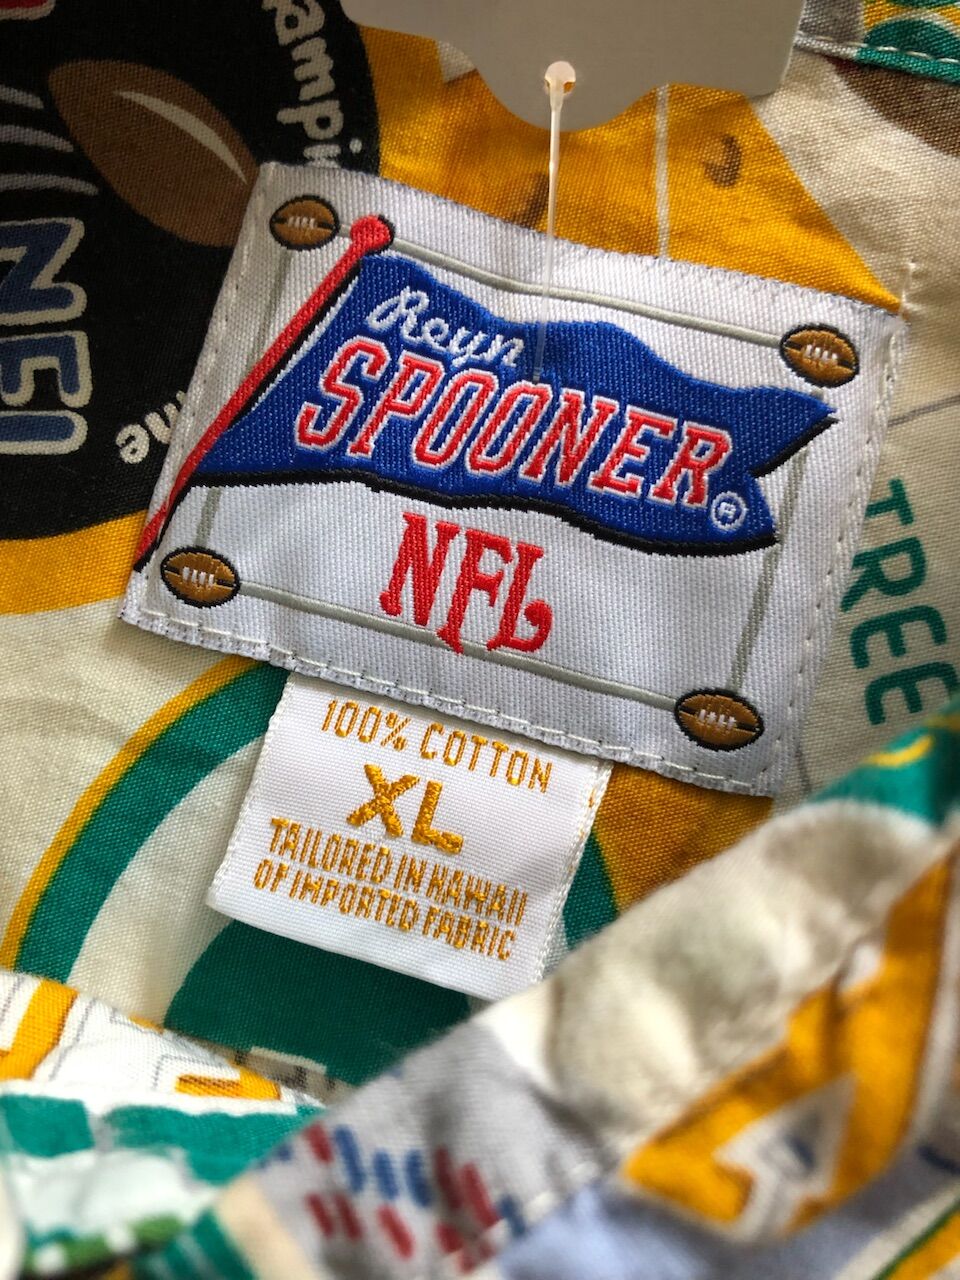 Reyn
SPOONER®
NFL
100% COTTON
XL
TAILORED IN HAWAII
OF IMPORTED FABRIC
TREE